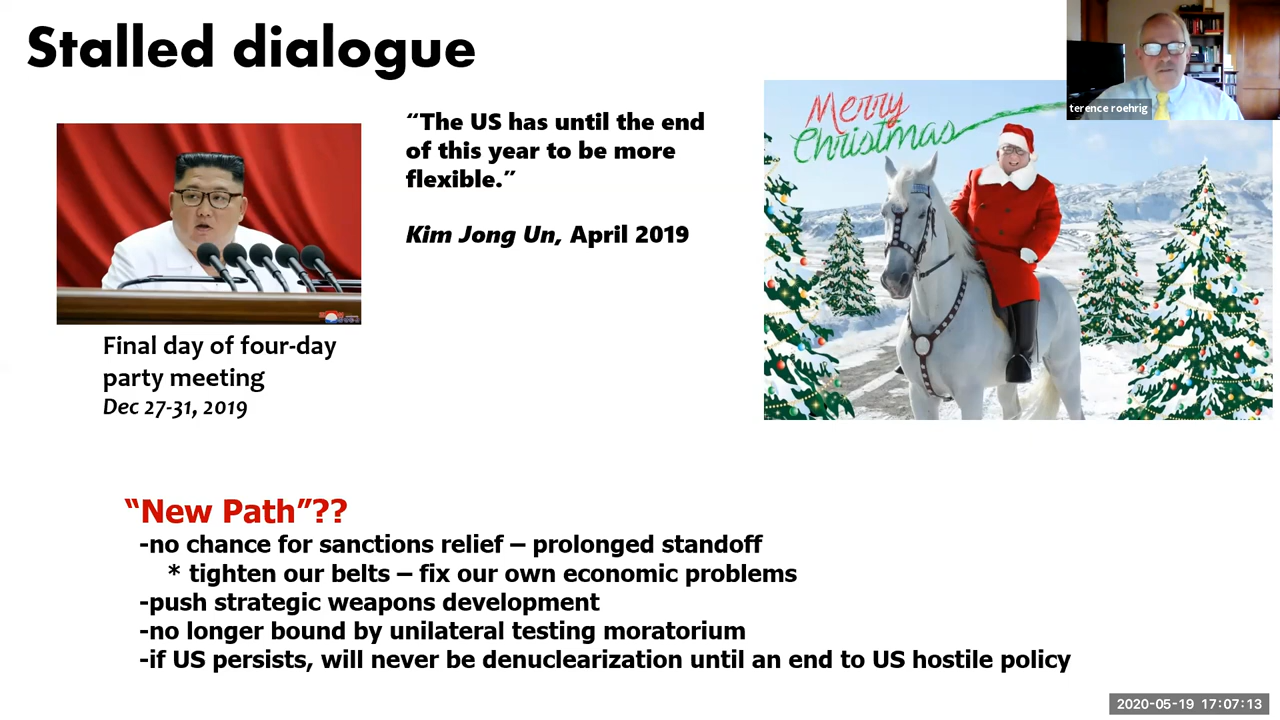 Stalled dialogue
terence roehrig
“The US has until the end
of this year to be more
flexible.”
Kim Jong Un, April 2019
Merry
Christmas
Final day of four-day
party meeting
Dec 27-31, 2019
“New Path”??
-no chance for sanctions relief – prolonged standoff
* tighten our belts – fix our own economic problems
-push strategic weapons development
-no longer bound by unilateral testing moratorium
-if US persists, will never be denuclearization until an end to US hostile policy
2020-05-19 17:07:13